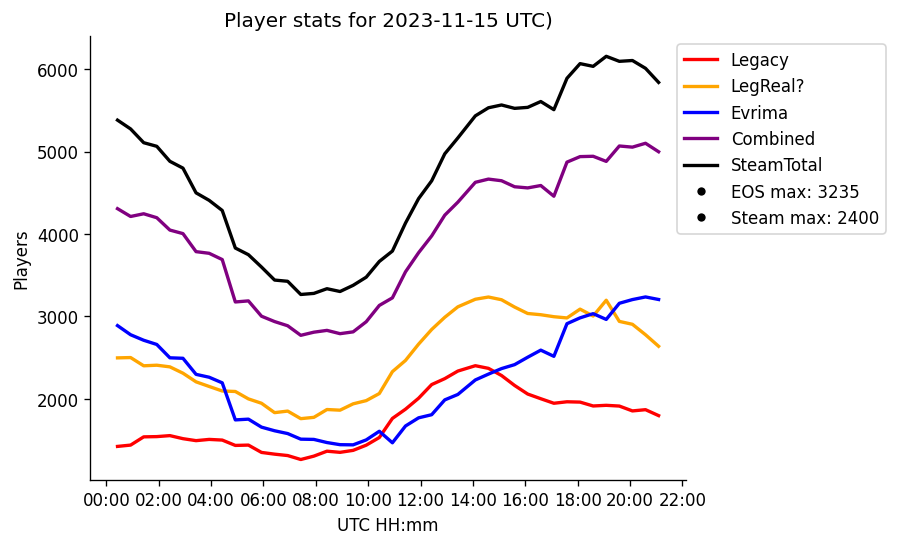 Player stats for 2023-11-15 UTC)
Legacy
LegReal?
Evrima
Combined
SteamTotal
EOS max: 3235
Steam max: 2400
Players
6000
5000
4000
3000
2000
00:00 02:00 04:00 06:00 08:00 10:00 12:00 14:00 16:00 18:00 20:00 22:00
UTC HH:mm